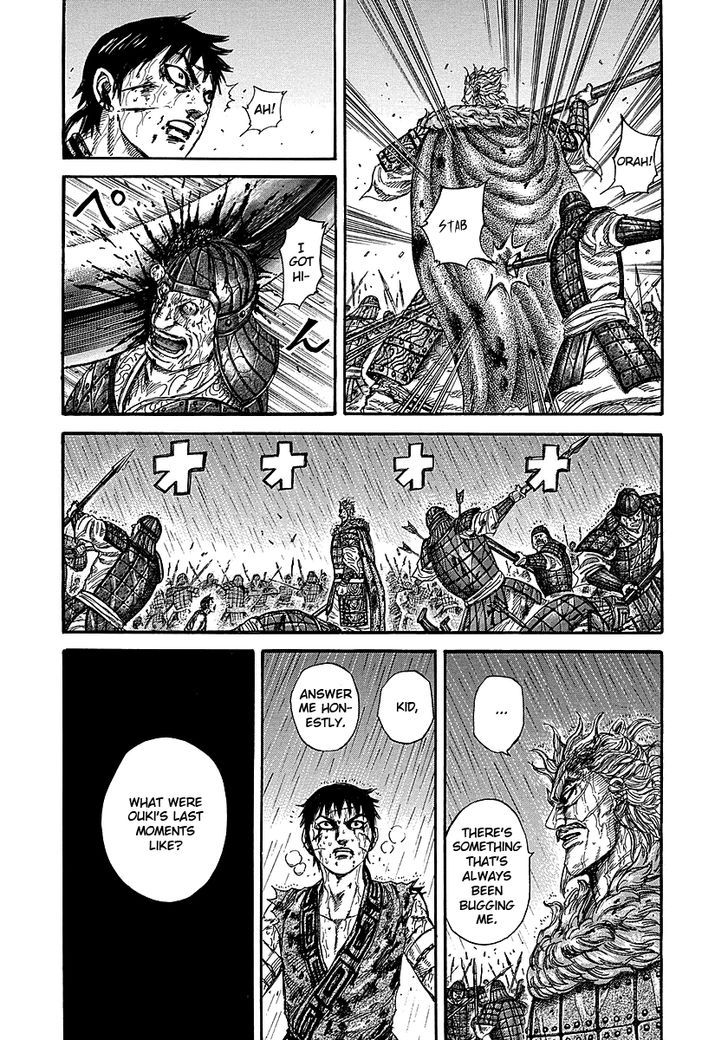 ORAH!
STAB
AH!
I
GOT
HI-
ペ
ん
オ
オ
オ
オ
...
THERE'S
SOMETHING
THAT'S
ALWAYS
BEEN
BUGGING
ME.
KID,
ANSWER
ME HON-
ESTLY.
WHAT WERE
OUKI'S LAST
MOMENTS
LIKE?